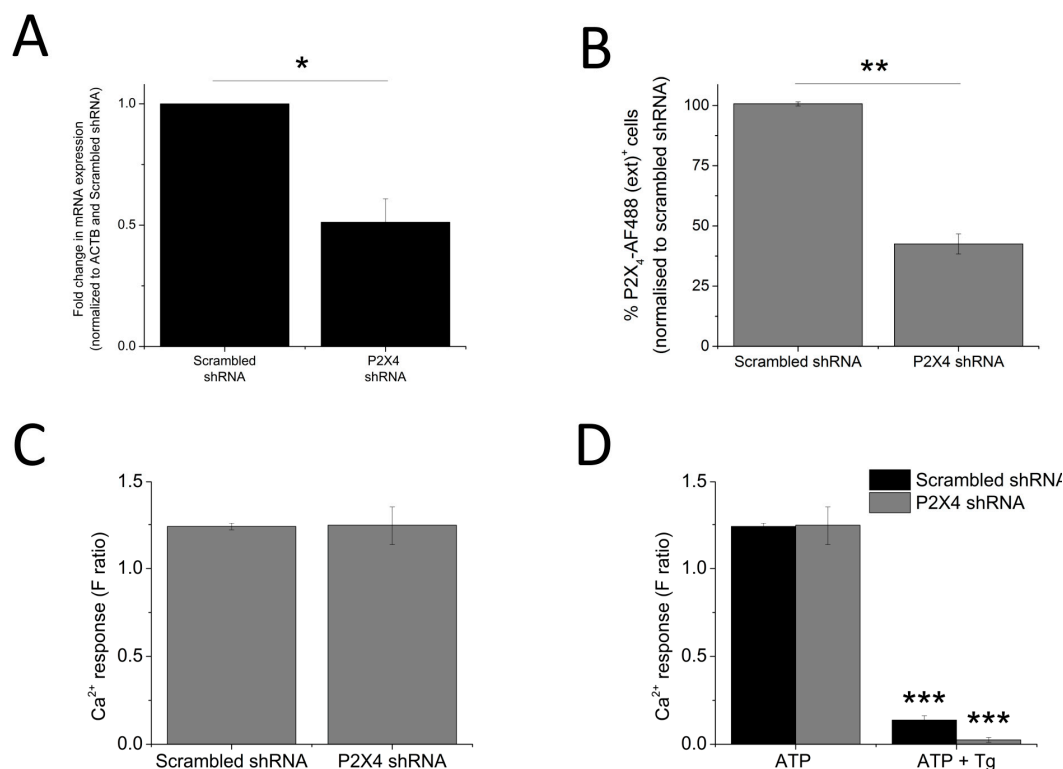 A
*
Fold change in mRNA expression
(normalized to ACTB and Scrambled shRNA)
1.0
0.5
0.0
Scrambled
shRNA
P2X4
shRNA
B
**
% P2X₄-AF488 (ext)⁺ cells
(normalised to scrambled shRNA)
100
75
50
25
0
Scrambled shRNA
P2X4 shRNA
C
Ca²⁺ response (F ratio)
1.5
1.0
0.5
0.0
Scrambled shRNA
P2X4 shRNA
D
Scrambled shRNA
P2X4 shRNA
Ca²⁺ response (F ratio)
1.5
1.0
0.5
0.0
***
***
ATP
ATP + Tg